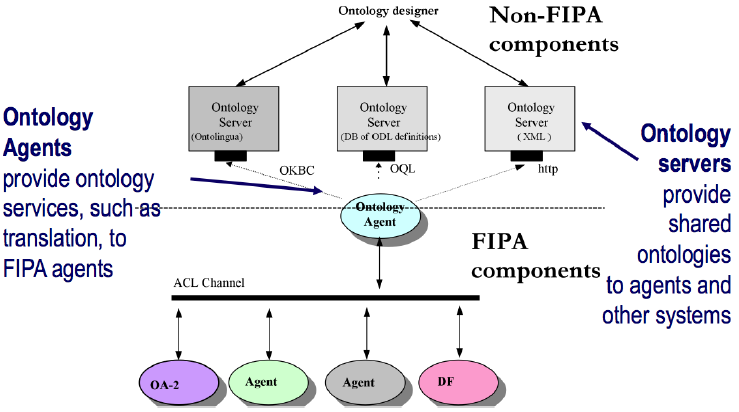 Ontology designer
Non-FIPA
components
Ontology
Server
(Ontolingua)
Ontology
Server
(DB of ODL definitions)
Ontology
Server
( XML )
Ontology
Agents
provide ontology
services, such as
translation, to
FIPA agents
Ontology
servers
provide
shared
ontologies
to agents and
other systems
OKBC
OQL
http
Ontology
Agent
FIPA
components
ACL Channel
OA-2
Agent
Agent
DF